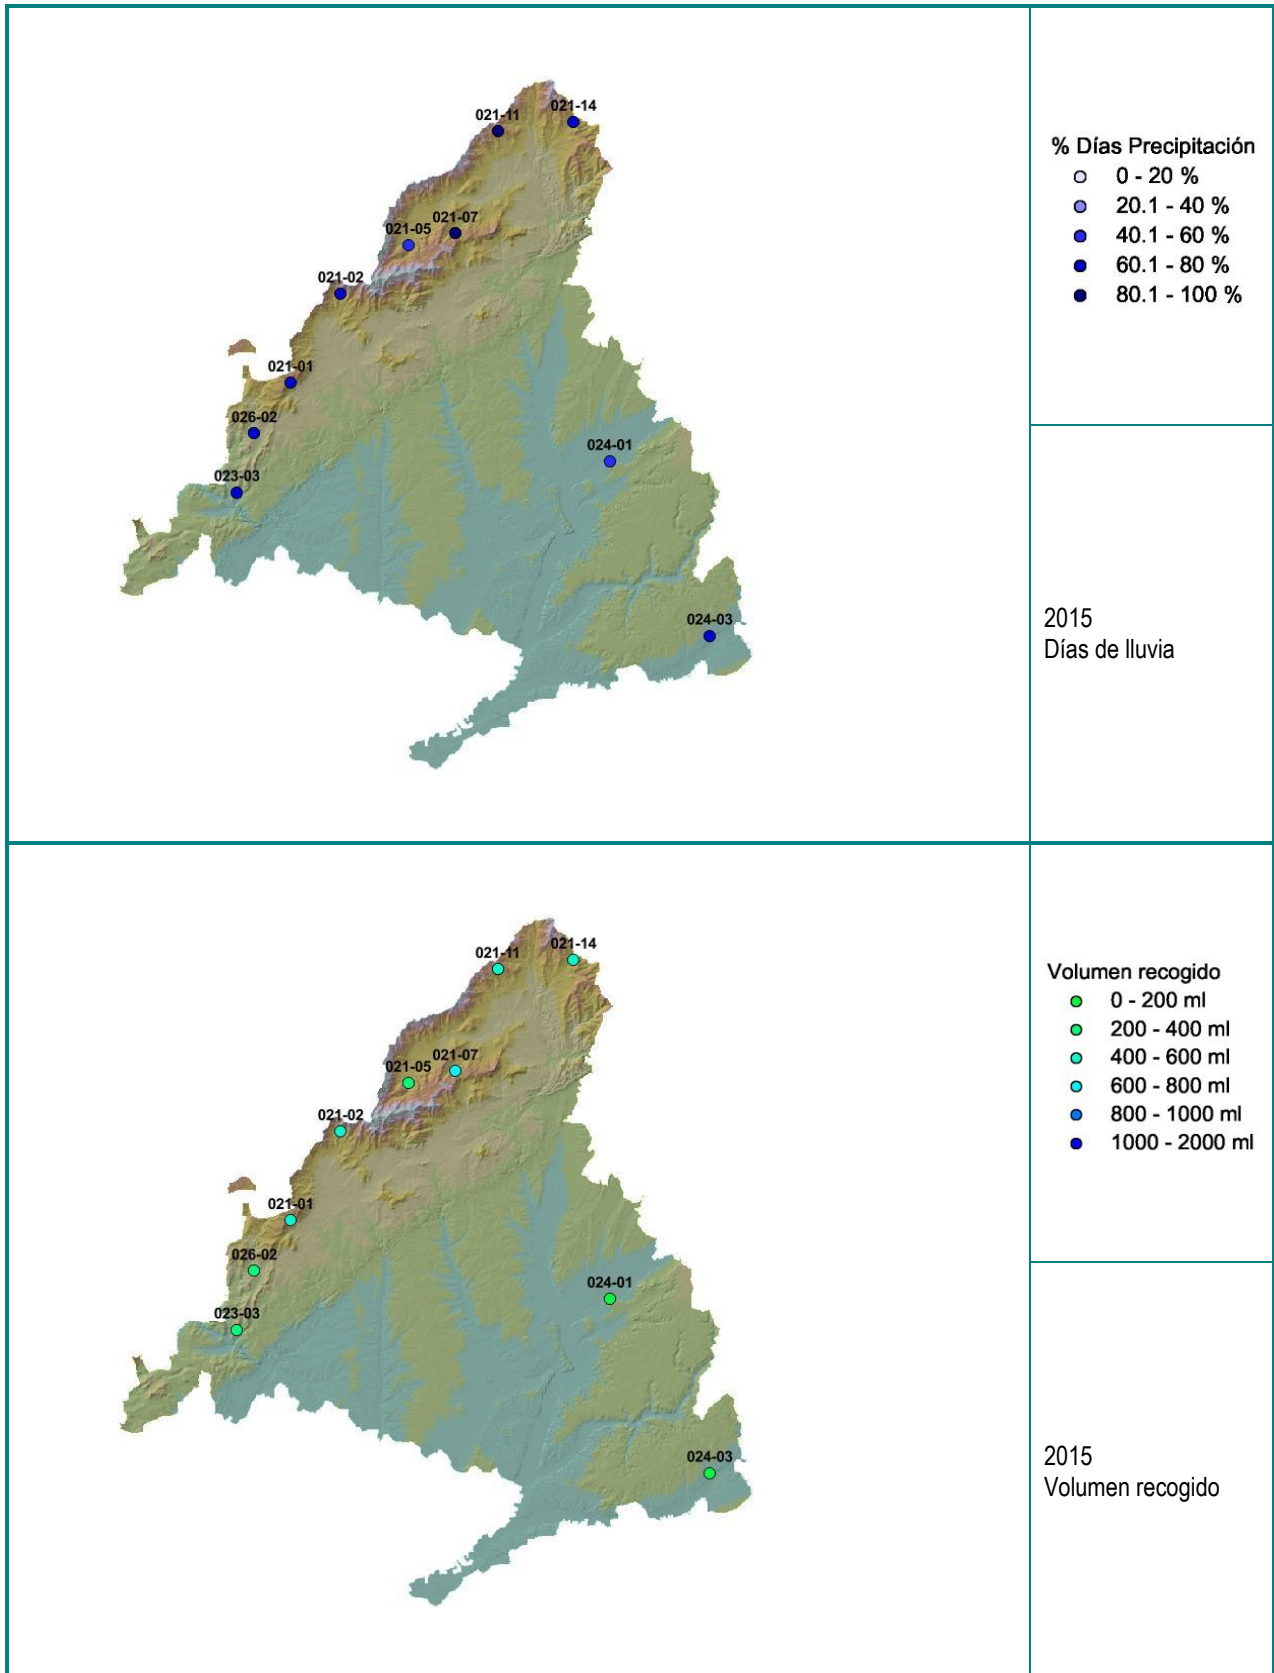 021-11
021-14
021-05
021-07
021-02
021-01
026-02
023-03
024-01
024-03
% Días Precipitación
0 - 20 %
20.1 - 40 %
40.1 - 60 %
60.1 - 80 %
80.1 - 100 %
2015
Días de lluvia
021-11
021-14
021-05
021-07
021-02
021-01
026-02
023-03
024-01
024-03
Volumen recogido
0 - 200 ml
200 - 400 ml
400 - 600 ml
600 - 800 ml
800 - 1000 ml
1000 - 2000 ml
2015
Volumen recogido